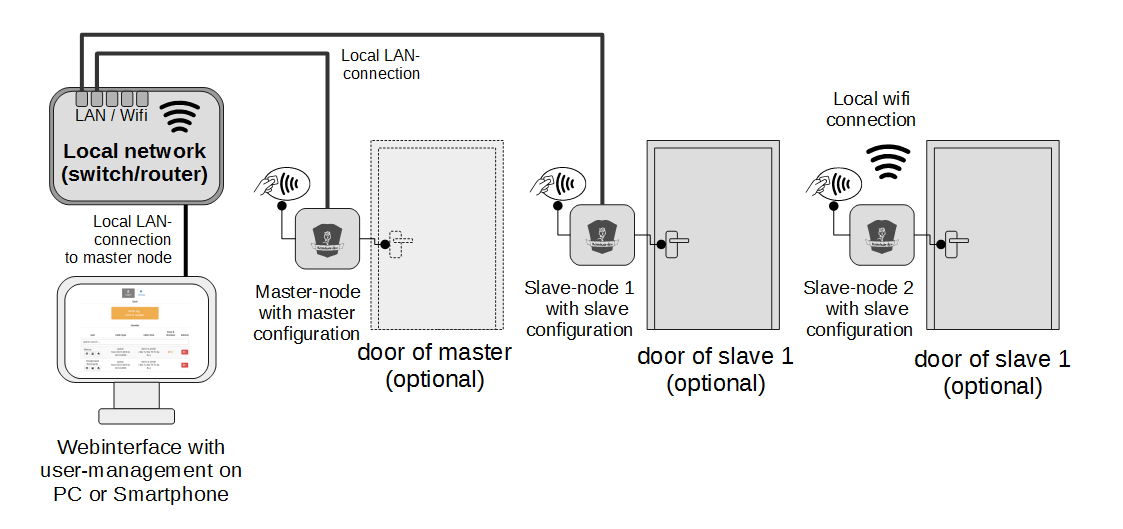 Local LAN-
connection
LAN / Wifi
Local network
(switch/router)
Local wifi
connection
Local LAN-
connection
to master node
Master-node
with master
configuration
door of master
(optional)
Slave-node 1
with slave
configuration
door of slave 1
(optional)
Slave-node 2
with slave
configuration
door of slave 1
(optional)
Webinterface with
user-management on
PC or Smartphone